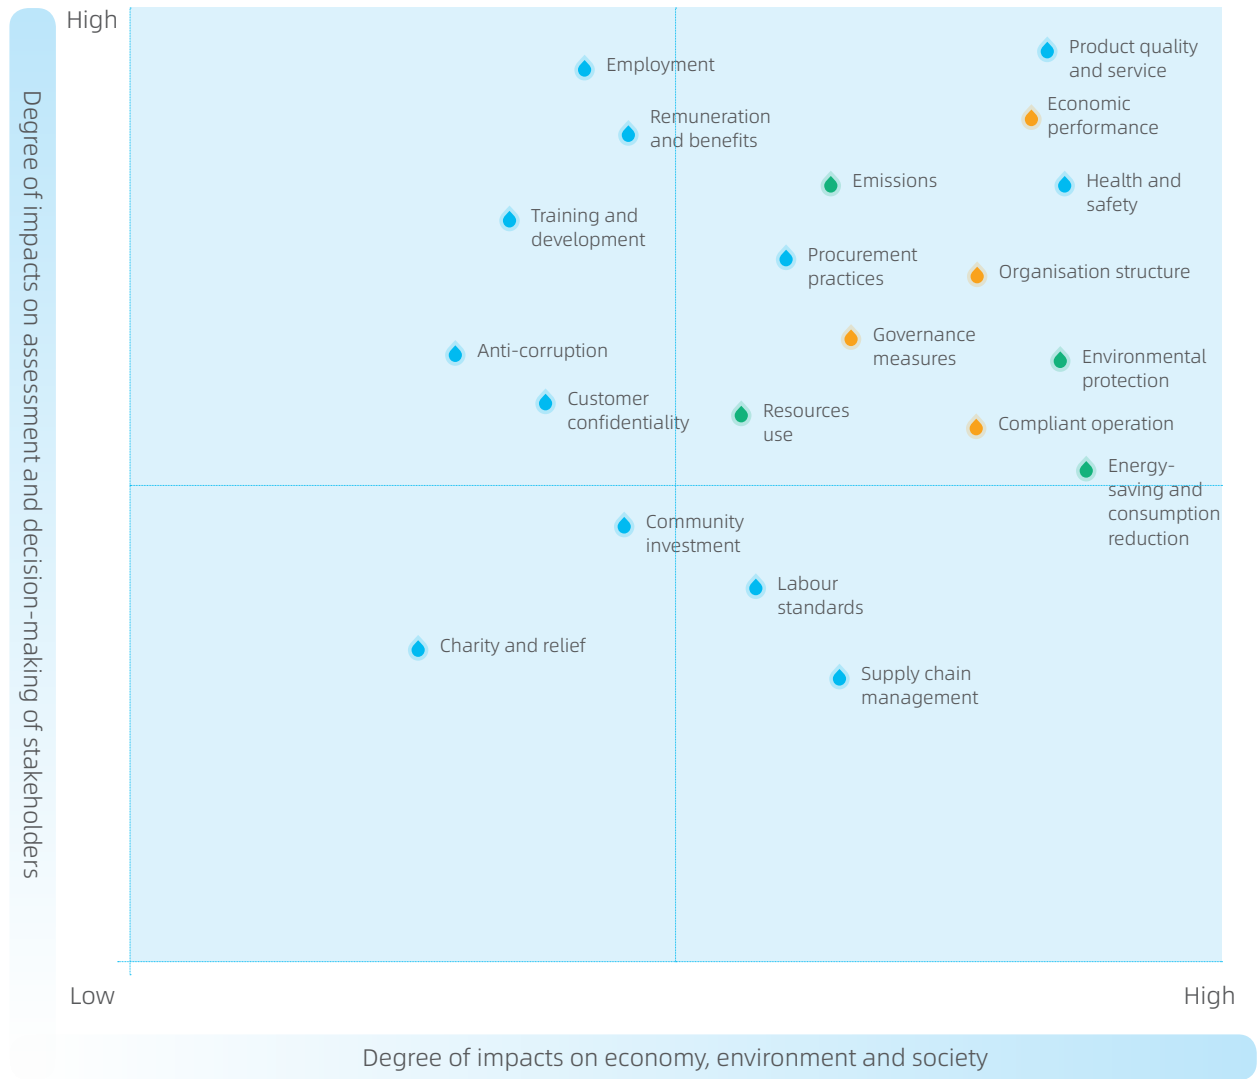 High
Degree of impacts on assessment and decision-making of stakeholders
Product quality
and service
Employment
Economic
performance
Remuneration
and benefits
Emissions
Health and
safety
Training and
development
Procurement
practices
Organisation structure
Governance
measures
Anti-corruption
Environmental
protection
Customer
confidentiality
Resources
use
Compliant operation
Energy-
saving and
consumption
reduction
Community
investment
Labour
standards
Charity and relief
Supply chain
management
Low
High
Degree of impacts on economy, environment and society